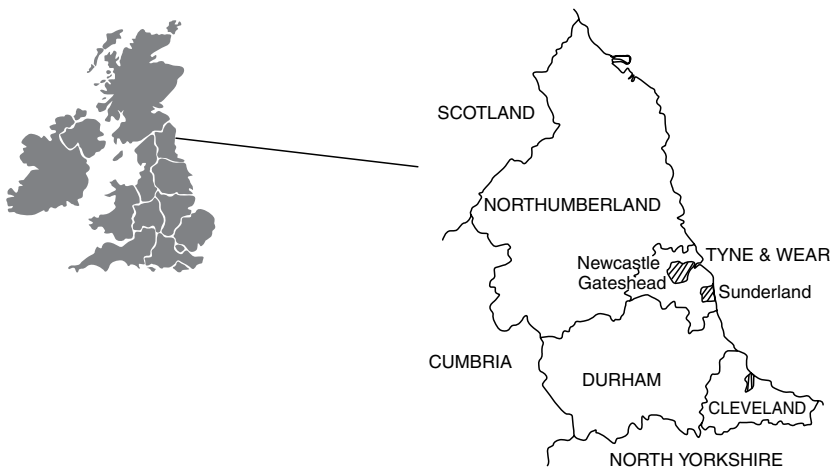 SCOTLAND
NORTHUMBERLAND
TYNE & WEAR
Newcastle
Gateshead
Sunderland
CUMBRIA
DURHAM
CLEVELAND
NORTH YORKSHIRE